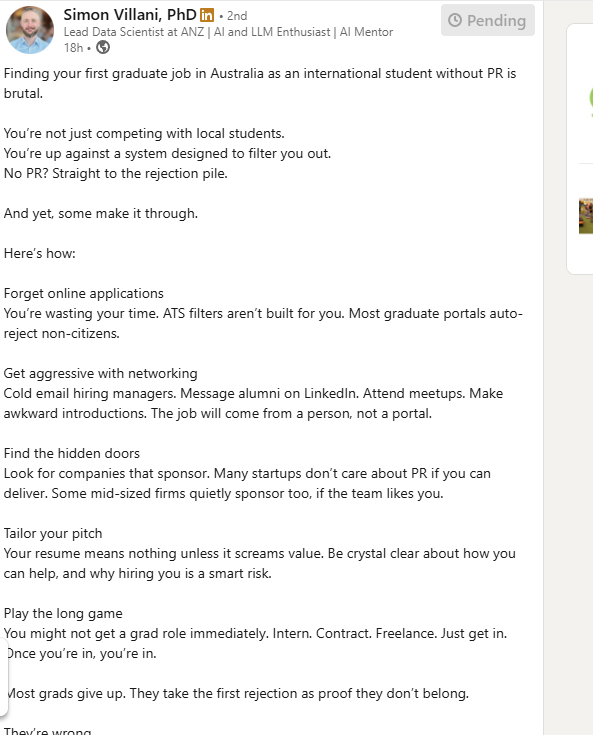 Simon Villani, PhD in • 2nd
Pending
Lead Data Scientist at ANZ | AI and LLM Enthusiast | AI Mentor
18h •
Finding your first graduate job in Australia as an international student without PR is
brutal.
You’re not just competing with local students.
You’re up against a system designed to filter you out.
No PR? Straight to the rejection pile.
And yet, some make it through.
Here’s how:
Forget online applications
You’re wasting your time. ATS filters aren’t built for you. Most graduate portals auto-
reject non-citizens.
Get aggressive with networking
Cold email hiring managers. Message alumni on LinkedIn. Attend meetups. Make
awkward introductions. The job will come from a person, not a portal.
Find the hidden doors
Look for companies that sponsor. Many startups don’t care about PR if you can
deliver. Some mid-sized firms quietly sponsor too, if the team likes you.
Tailor your pitch
Your resume means nothing unless it screams value. Be crystal clear about how you
can help, and why hiring you is a smart risk.
Play the long game
You might not get a grad role immediately. Intern. Contract. Freelance. Just get in.
Once you’re in, you’re in.
Most grads give up. They take the first rejection as proof they don’t belong.
They’re wrong